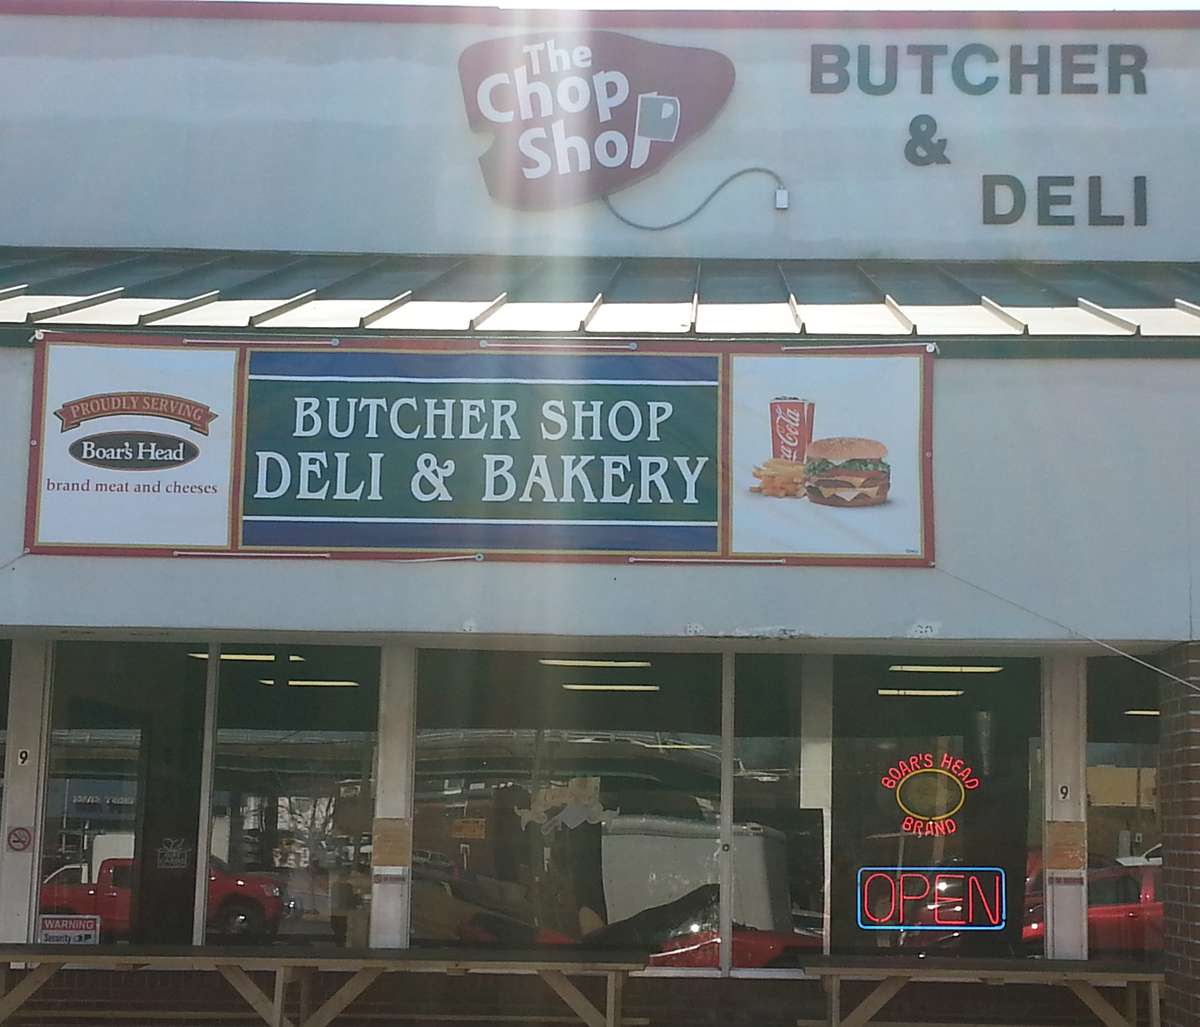 The
Chop
Shop
BUTCHER
&
DELI
PROUDLY SERVING
Boar's Head
brand meat and cheeses
BUTCHER SHOP
DELI & BAKERY
Coca-Cola
9
9
BOAR'S HEAD
BRAND
OPEN
WARNING
Security